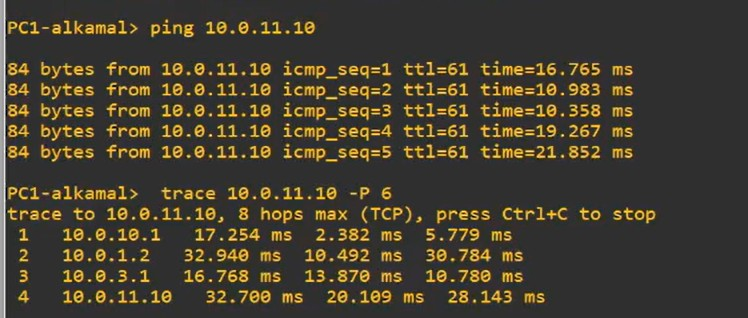 PC1-alkamal> ping 10.0.11.10
84 bytes from 10.0.11.10 icmp_seq=1 ttl=61 time=16.765 ms
84 bytes from 10.0.11.10 icmp_seq=2 ttl=61 time=10.983 ms
84 bytes from 10.0.11.10 icmp_seq=3 ttl=61 time=10.358 ms
84 bytes from 10.0.11.10 icmp_seq=4 ttl=61 time=19.267 ms
84 bytes from 10.0.11.10 icmp_seq=5 ttl=61 time=21.852 ms
PC1-alkamal>  trace 10.0.11.10 -P 6
trace to 10.0.11.10, 8 hops max (TCP), press Ctrl+C to stop
 1   10.0.10.1   17.254 ms  2.382 ms  5.779 ms
 2   10.0.1.2   32.940 ms  10.492 ms  30.784 ms
 3   10.0.3.1   16.768 ms  13.870 ms  10.780 ms
 4   10.0.11.10   32.700 ms  20.109 ms  28.143 ms